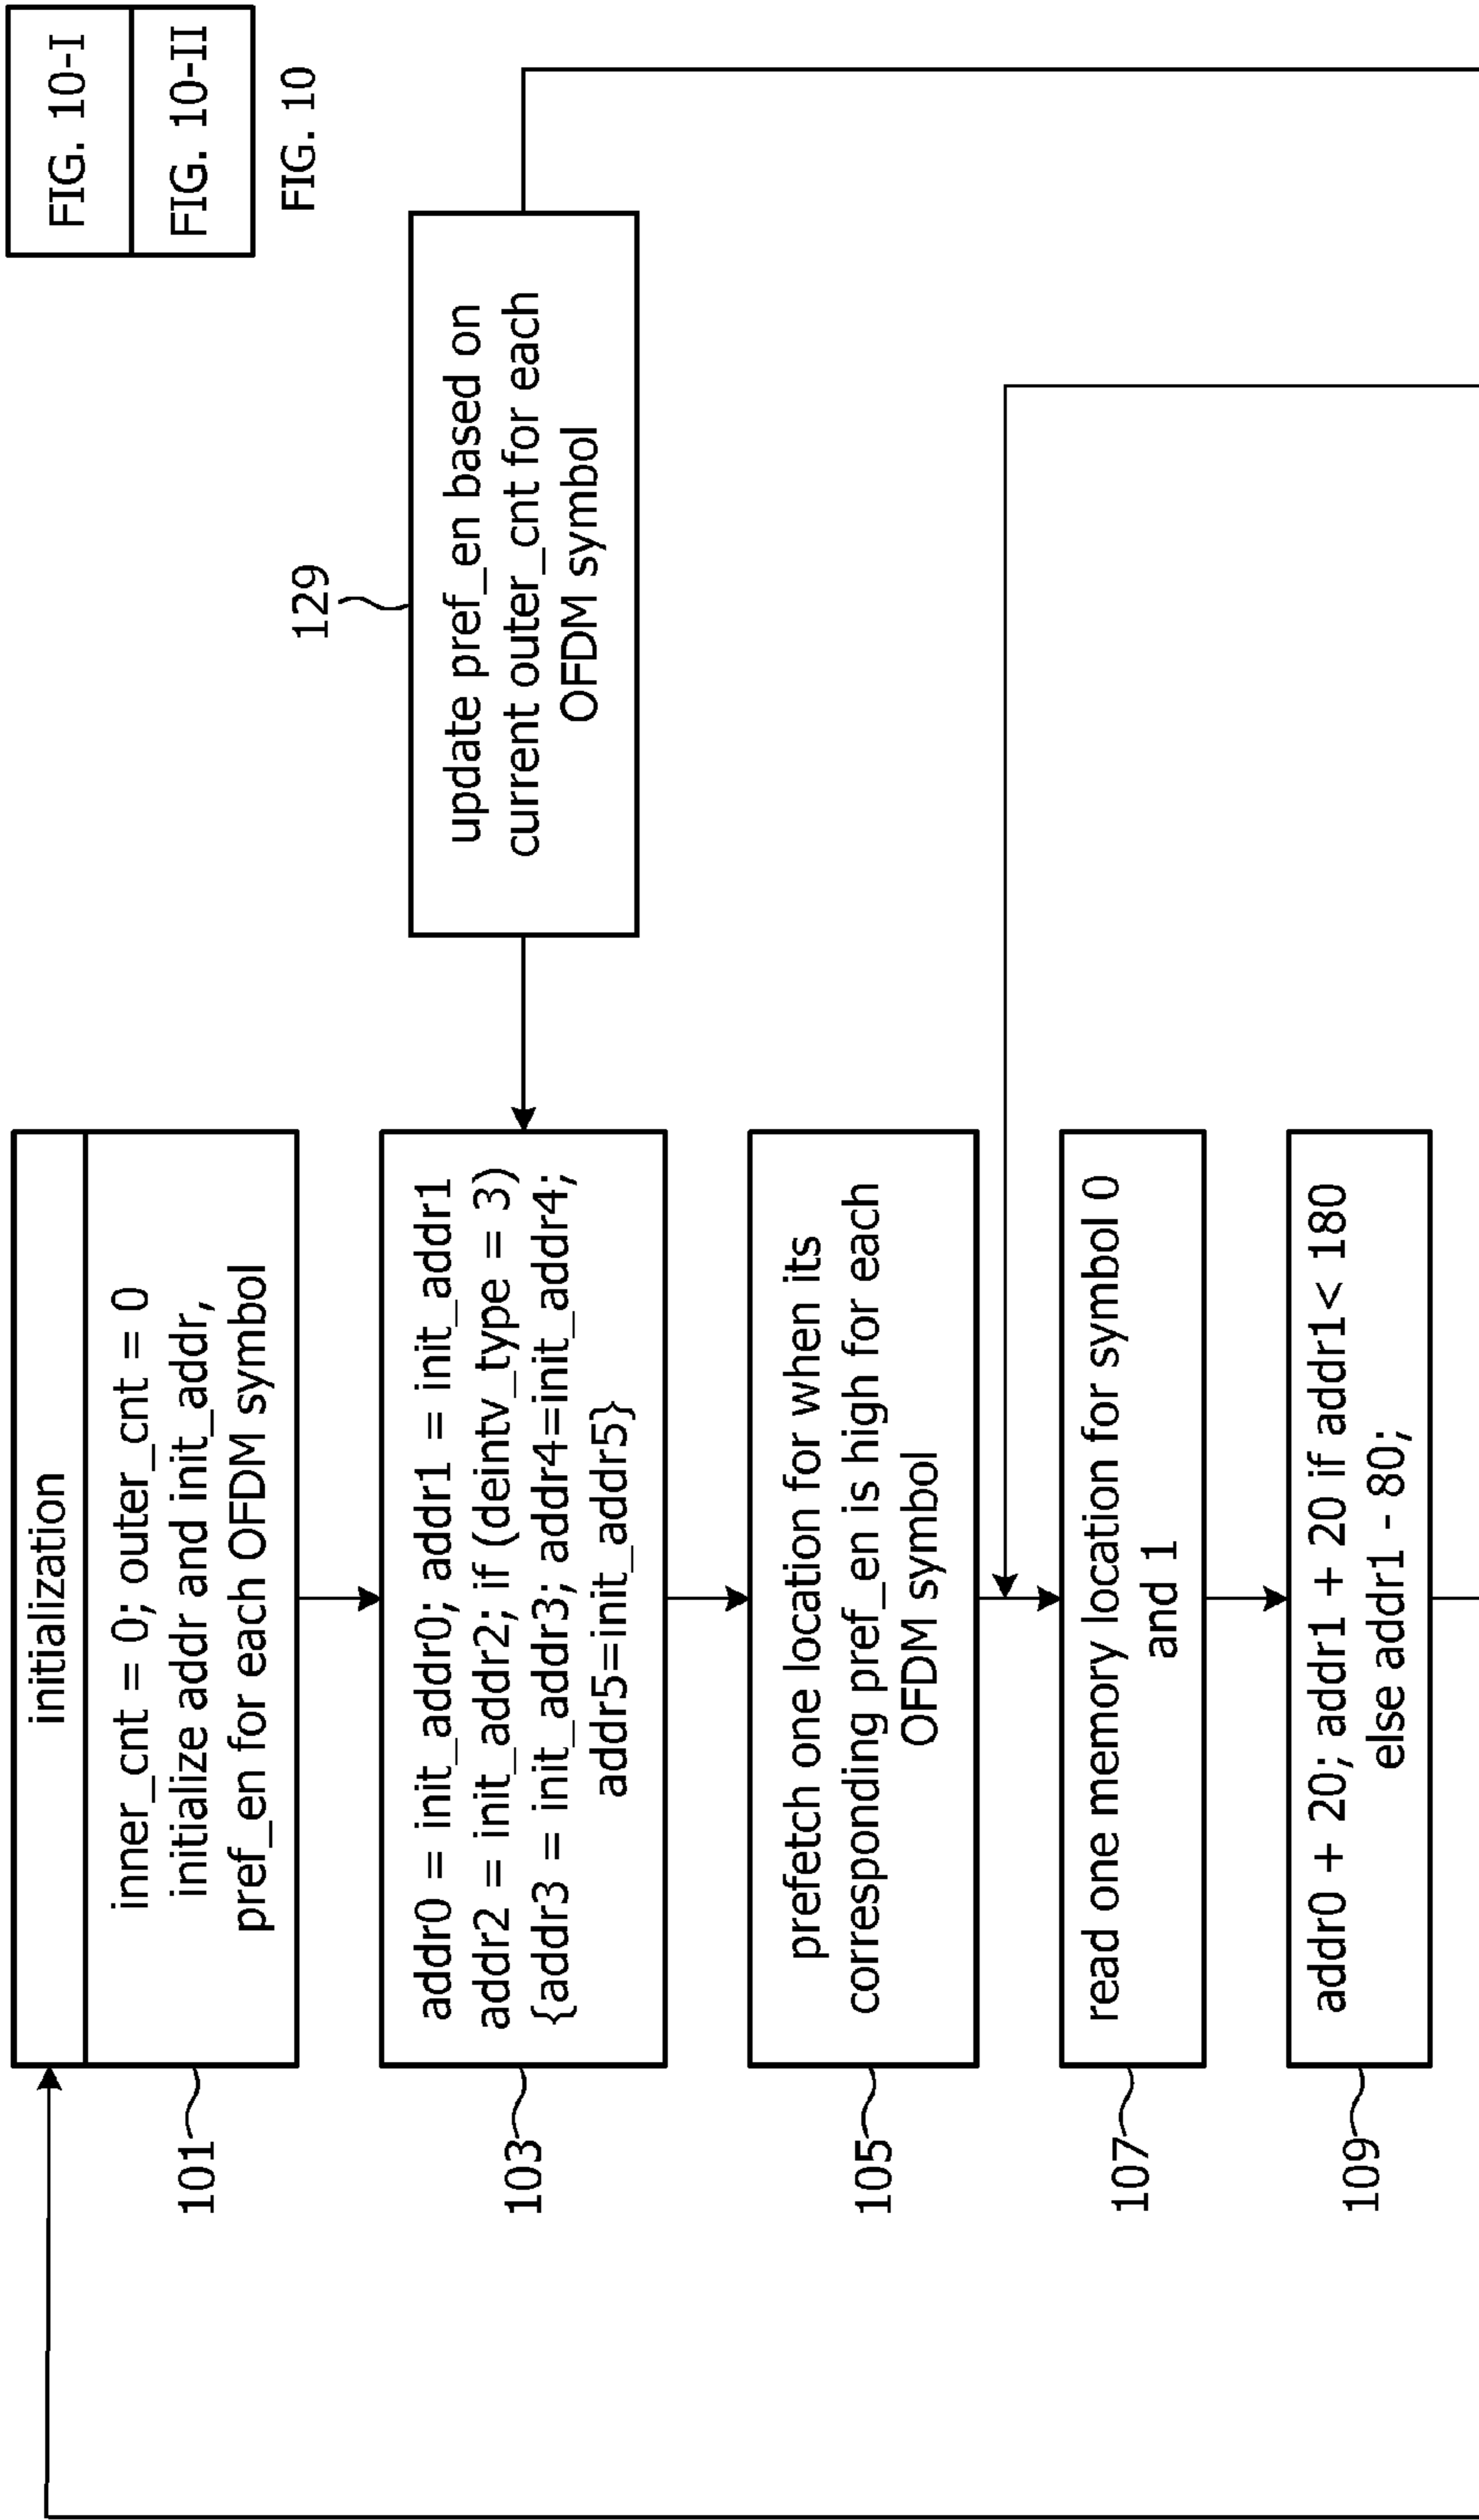 FIG. 10-I
FIG. 10-II
FIG. 10
initialization
inner_cnt = 0; outer_cnt = 0
initialize addr and init_addr,
pref_en for each OFDM symbol
101
addr0 = init_addr0; addr1 = init_addr1
addr2 = init_addr2; if (deintv_type = 3)
{addr3 = init_addr3; addr4=init_addr4;
addr5=init_addr5}
103
129
update pref_en based on
current outer_cnt for each
OFDM symbol
prefetch one location for when its
corresponding pref_en is high for each
OFDM symbol
105
read one memory location for symbol 0
and 1
107
addr0 + 20; addr1 + 20 if addr1< 180
else addr1 - 80;
109